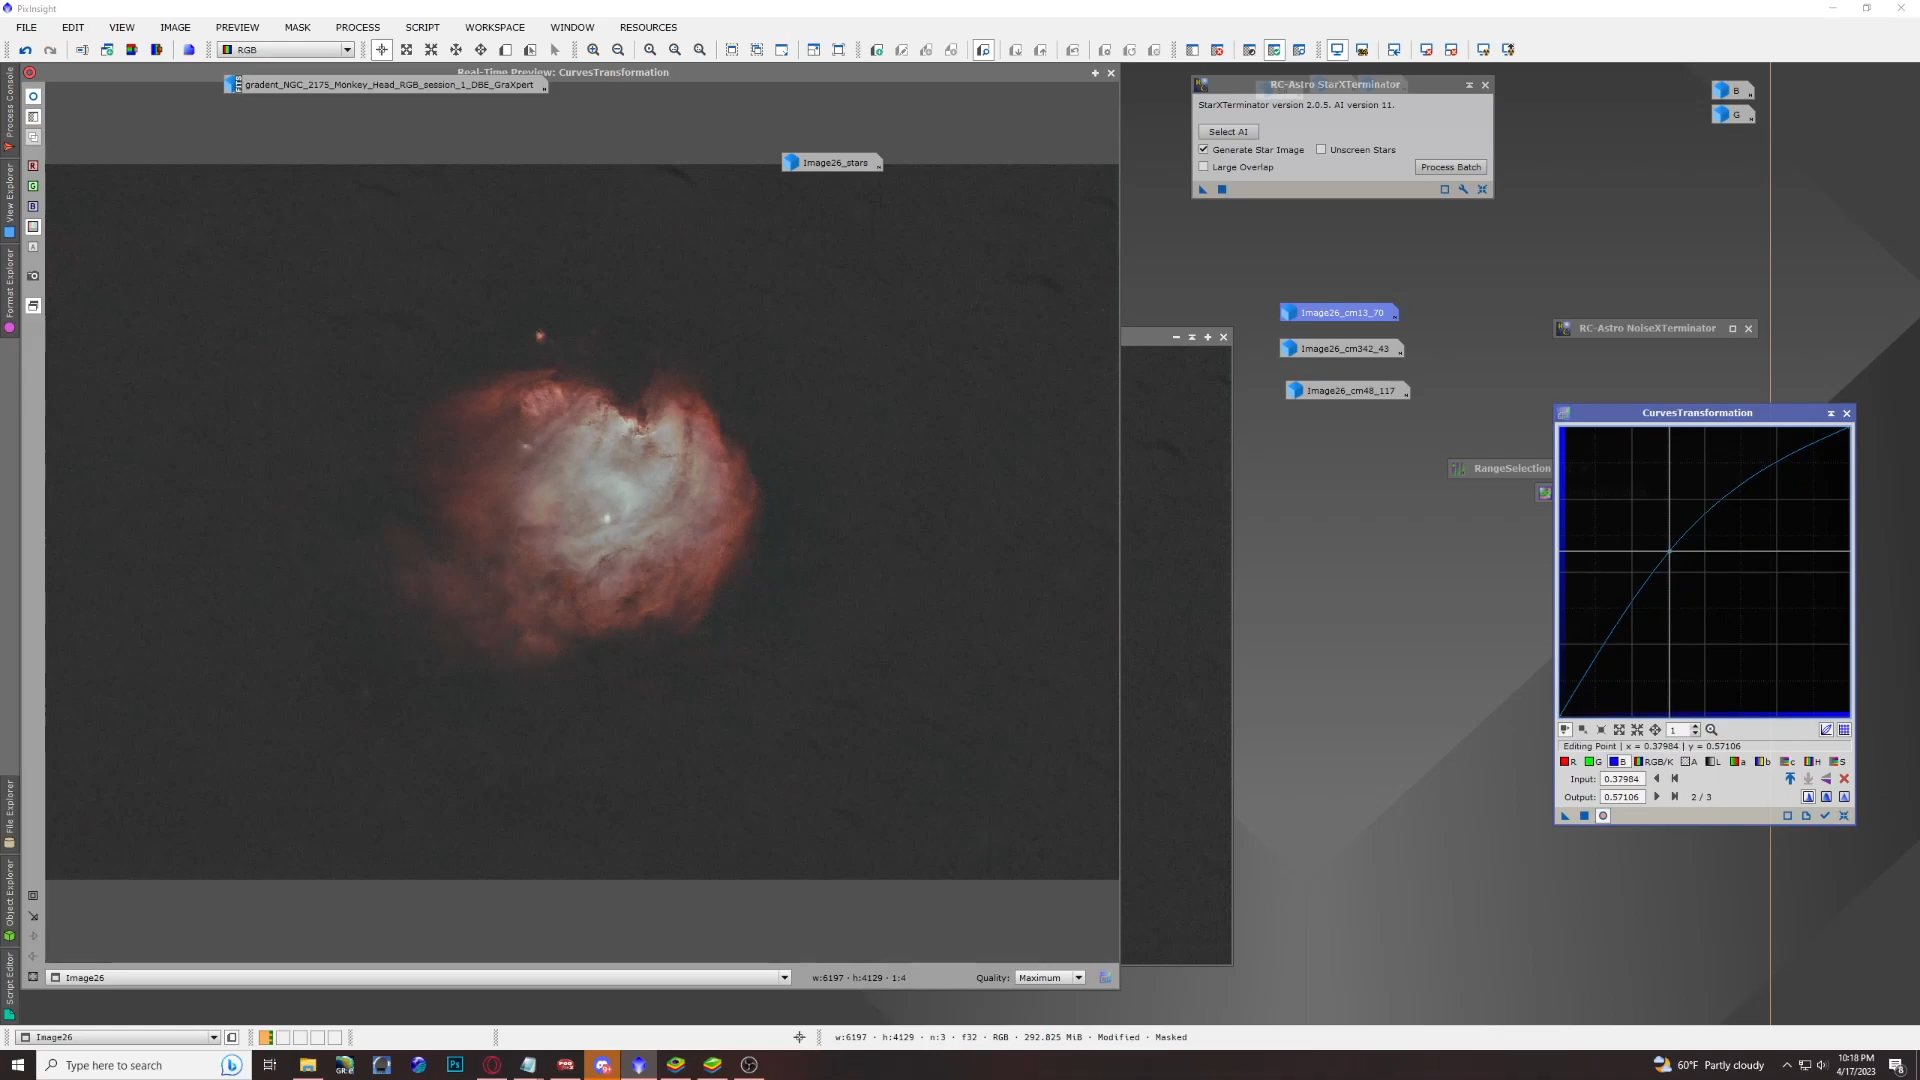 PixInsight
FILE EDIT VIEW IMAGE PREVIEW MASK PROCESS SCRIPT WORKSPACE WINDOW RESOURCES
RGB
Real-Time Preview: CurvesTransformation
gradent_NGC_2175_Monkey_Head_RGB_session_1_DBE_GraXpert
Image26_stars
RC-Astro StarXTerminator
StarXTerminator version 2.0.5. AI version 11.
Select AI
Generate Star Image Unscreen Stars
Large Overlap Process Batch
B
G
Image26_cm13_70
Image26_cm342_43
Image26_cm48_117
RC-Astro NoiseXTerminator
RangeSelection
CurvesTransformation
1
Editing Point | x = 0.37984 | y = 0.57106
R G B RGB/K A L a b c H S
Input: 0.37984
Output: 0.57106 2 / 3
Process Console
View Explorer
Format Explorer
File Explorer
Object Explorer
Script Editor
R
G
B
A
Image26 w:6197 · h:4129 · 1:4 Quality: Maximum
Image26 w:6197 · h:4129 · n:3 · f32 · RGB · 292.825 MiB · Modified · Masked
Type here to search
Ps
60°F Partly cloudy
10:18 PM
4/17/2023
8